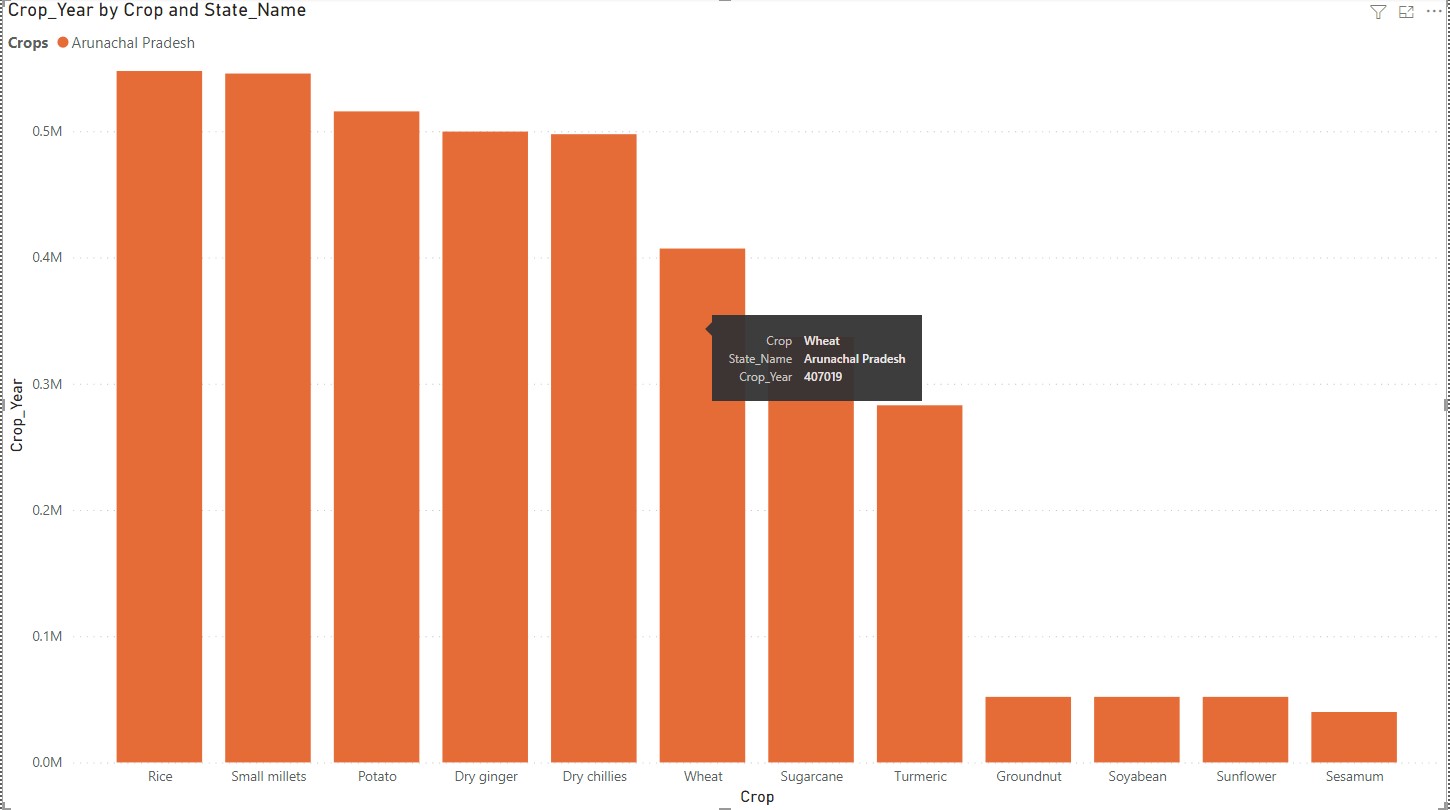 Crop_Year by Crop and State_Name
Crops Arunachal Pradesh
0.5M
0.4M
0.3M
0.2M
0.1M
0.0M
Crop_Year
Crop Wheat
State_Name Arunachal Pradesh
Crop_Year 407019
Rice Small millets Potato Dry ginger Dry chillies Wheat Sugarcane Turmeric Groundnut Soyabean Sunflower Sesamum
Crop